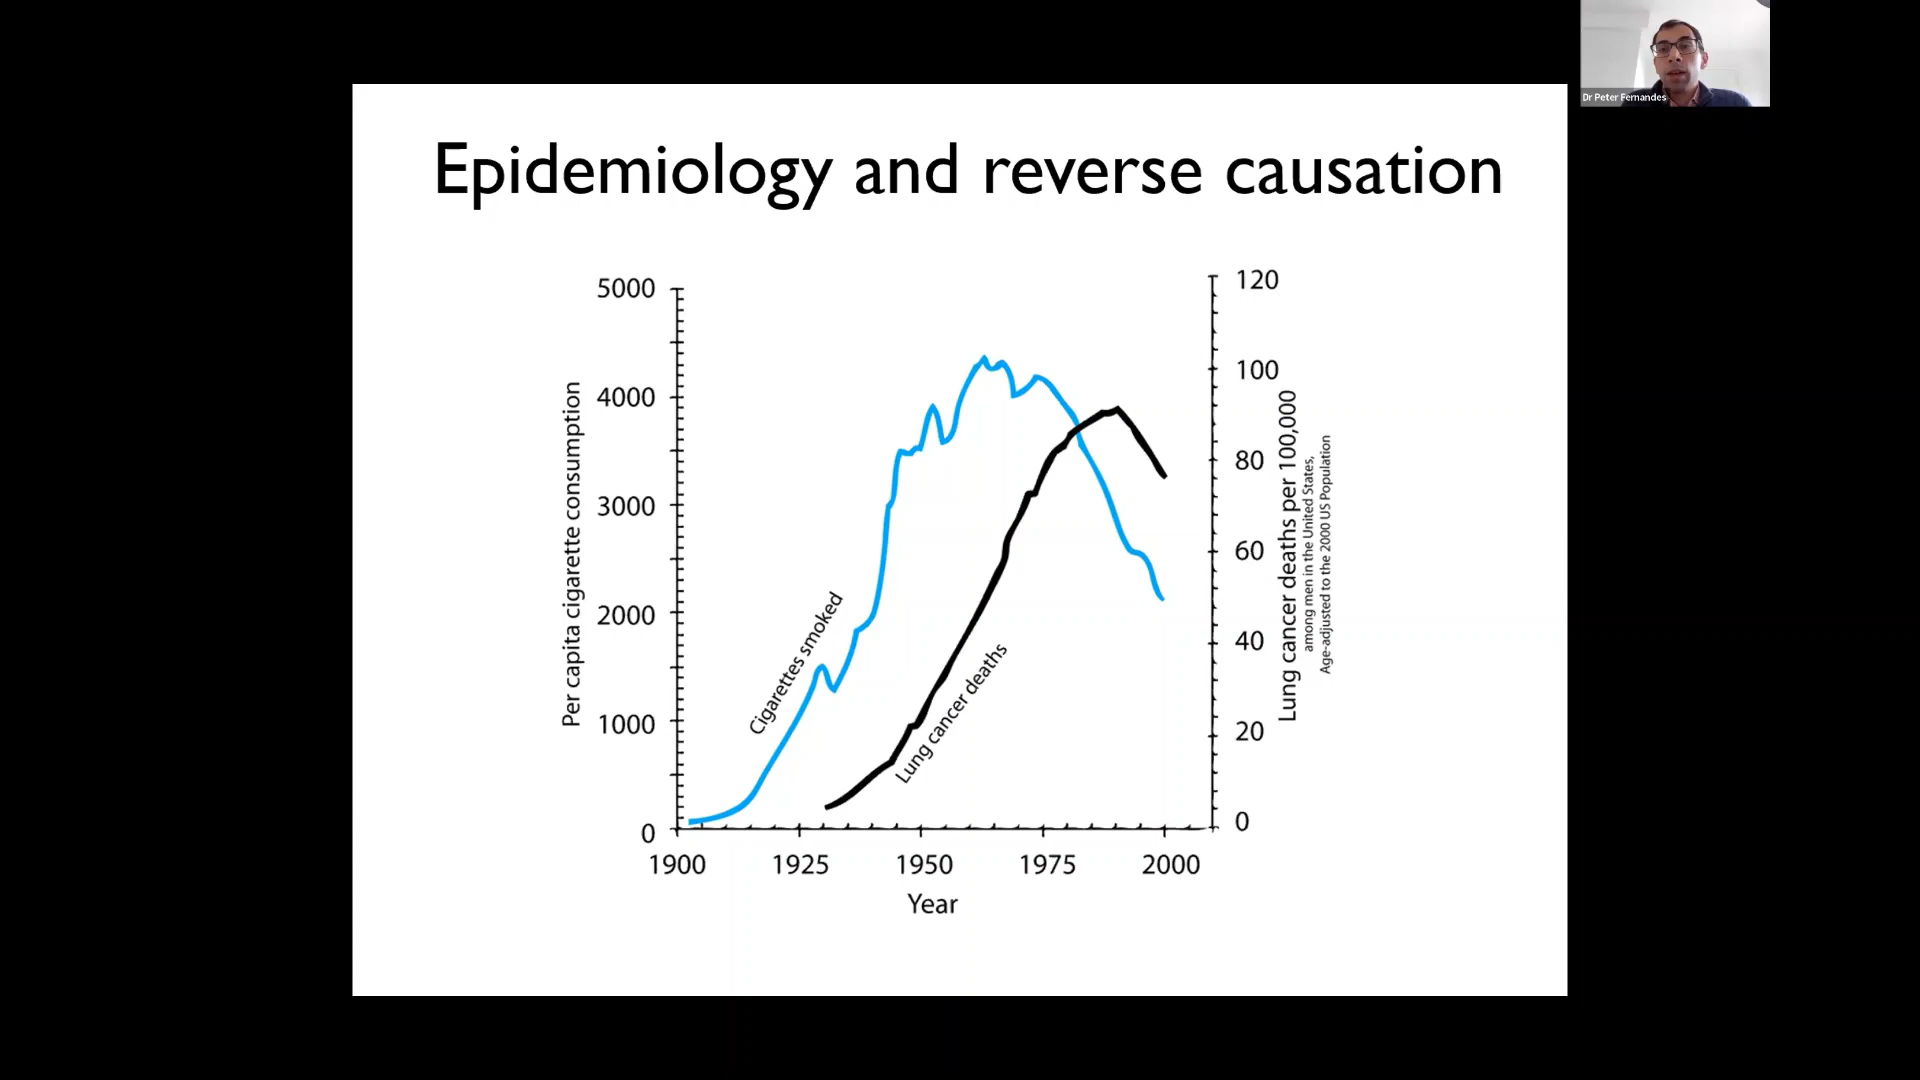 Dr Peter Fernandes
Epidemiology and reverse causation
5000
4000
3000
2000
1000
0
Per capita cigarette consumption
Cigarettes smoked
Lung cancer deaths
120
100
80
60
40
20
0
Lung cancer deaths per 100,000
among men in the United States,
Age-adjusted to the 2000 US Population
1900 1925 1950 1975 2000
Year